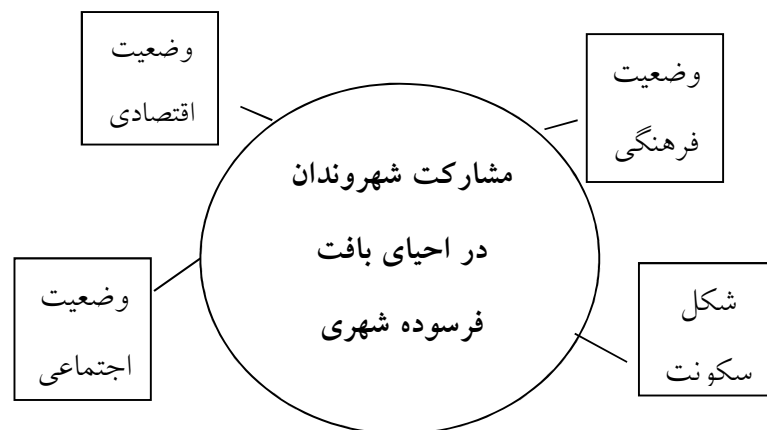 وضعیت
فرهنگی
وضعیت
اقتصادی
مشارکت شهروندان
در احیای بافت
فرسوده شهری
شکل
سکونت
وضعیت
اجتماعی